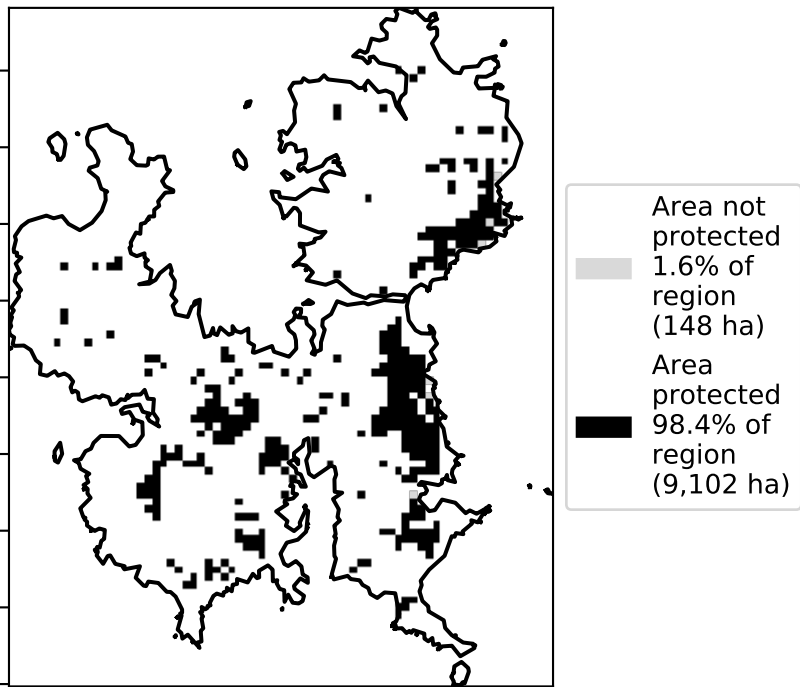 Area not
protected
1.6% of
region
(148 ha)
Area
protected
98.4% of
region
(9,102 ha)